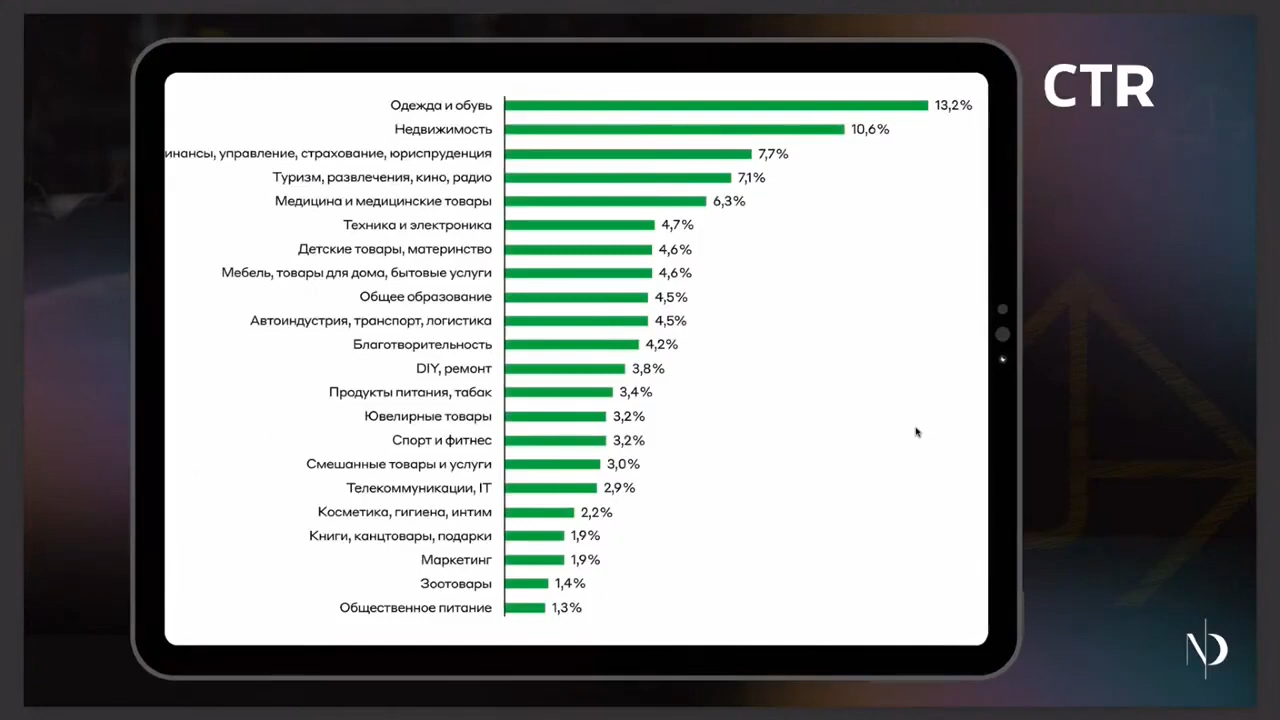 CTR
Одежда и обувь 13,2%
Недвижимость 10,6%
инансы, управление, страхование, юриспруденция 7,7%
Туризм, развлечения, кино, радио 7,1%
Медицина и медицинские товары 6,3%
Техника и электроника 4,7%
Детские товары, материнство 4,6%
Мебель, товары для дома, бытовые услуги 4,6%
Общее образование 4,5%
Автоиндустрия, транспорт, логистика 4,5%
Благотворительность 4,2%
DIY, ремонт 3,8%
Продукты питания, табак 3,4%
Ювелирные товары 3,2%
Спорт и фитнес 3,2%
Смешанные товары и услуги 3,0%
Телекоммуникации, IT 2,9%
Косметика, гигиена, интим 2,2%
Книги, канцтовары, подарки 1,9%
Маркетинг 1,9%
Зоотовары 1,4%
Общественное питание 1,3%